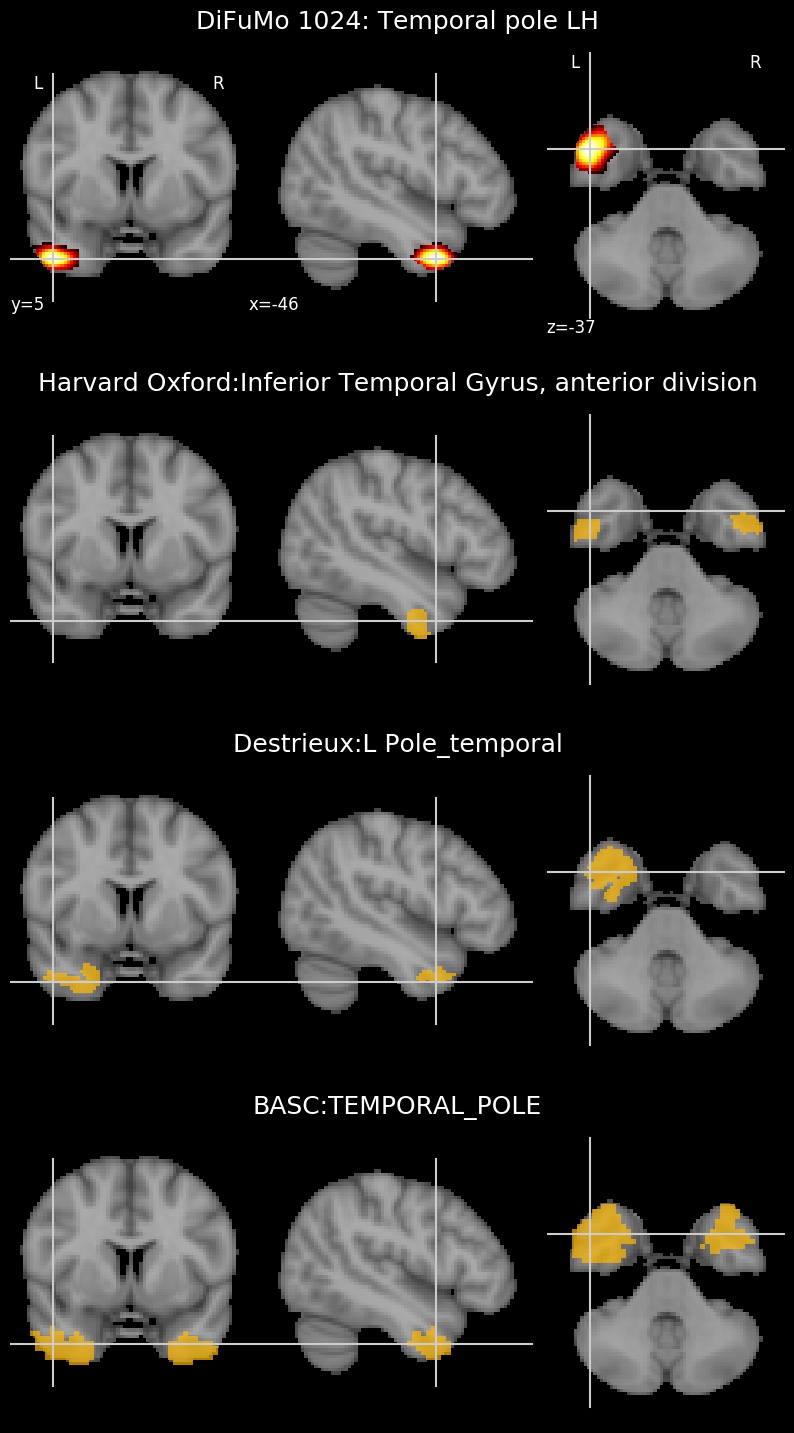 DiFuMo 1024: Temporal pole LH
L R L R
y=5 x=-46 z=-37
Harvard Oxford:Inferior Temporal Gyrus, anterior division
Destrieux:L Pole_temporal
BASC:TEMPORAL_POLE